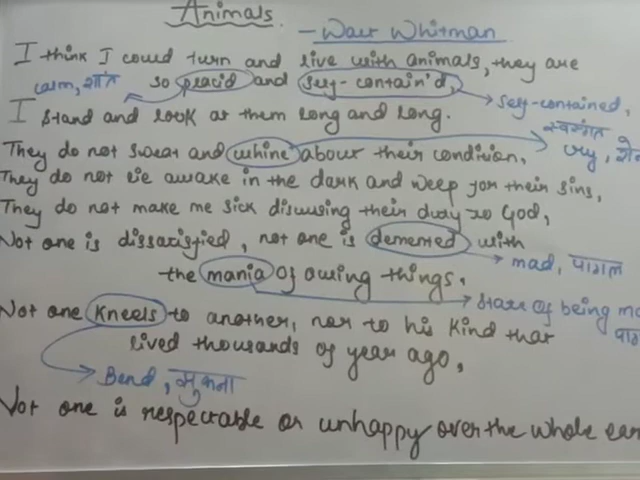 Animals.
- Walt Whitman
I think I could turn and live with animals, they are
calm, शांत
so placid and self-contain'd,
self-contained,
I stand and look at them long and long.
They do not sweat and whine about their condition.
cry,
They do not lie awake in the dark and weep for their sins,
They do not make me sick discussing their duty to God,
Not one is dissatisfied, not one is demented with
mad, पागल
the mania of owing things.
state of being
Not one kneels to another, nor to his kind that
lived thousands of year ago,
Bend, झुकना
Not one is respectable or unhappy over the whole